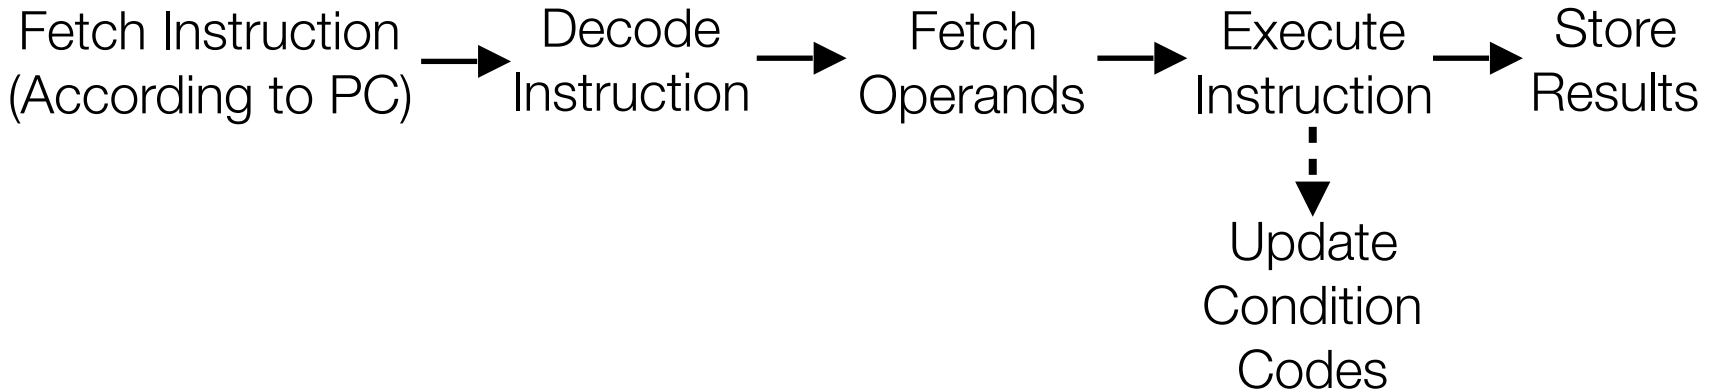 Fetch Instruction
(According to PC)
Decode
Instruction
Fetch
Operands
Execute
Instruction
Store
Results
Update
Condition
Codes